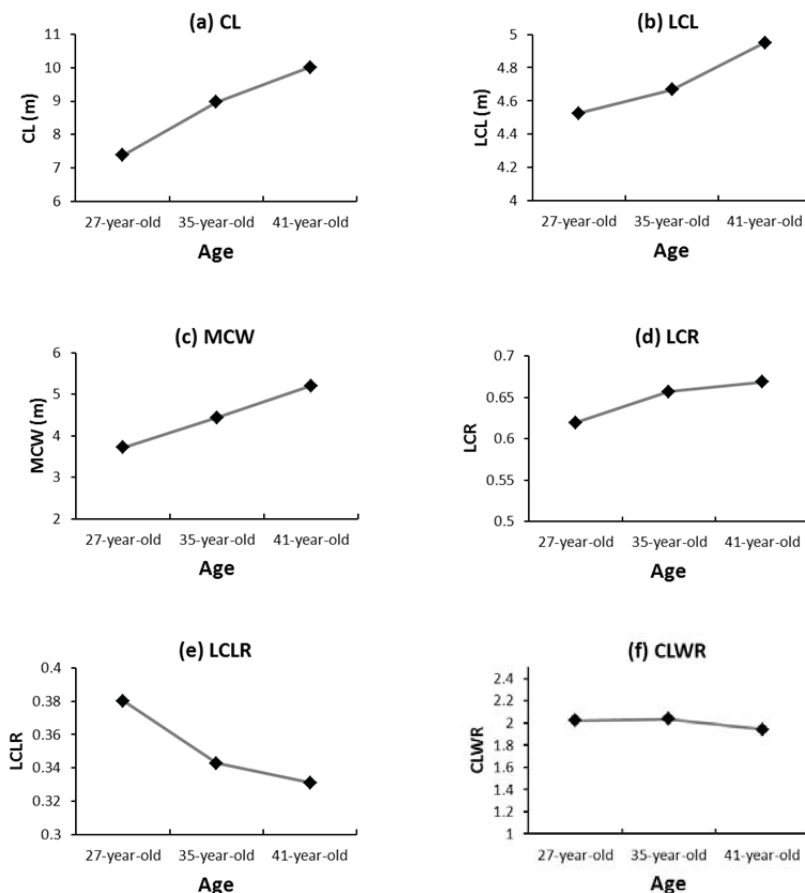 (a) CL
11
10
9
8
7
6
CL (m)
27-year-old 35-year-old 41-year-old
Age
(b) LCL
5
4.8
4.6
4.4
4.2
4
LCL (m)
27-year-old 35-year-old 41-year-old
Age
(c) MCW
6
5
4
3
2
MCW (m)
27-year-old 35-year-old 41-year-old
Age
(d) LCR
0.7
0.65
0.6
0.55
0.5
LCR
27-year-old 35-year-old 41-year-old
Age
(e) LCLR
0.4
0.38
0.36
0.34
0.32
0.3
LCLR
27-year-old 35-year-old 41-year-old
Age
(f) CLWR
2.4
2.2
2
1.8
1.6
1.4
1.2
1
CLWR
27-year-old 35-year-old 41-year-old
Age